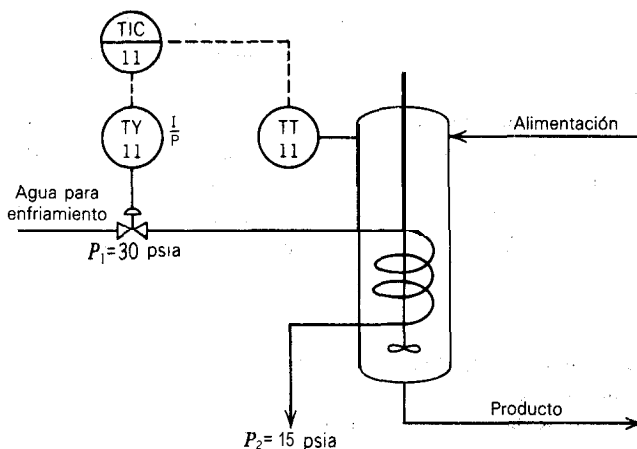 TIC
11
TY
11
I
P
TT
11
Alimentación
Agua para
enfriamiento
P₁=30 psia
Producto
P₂=15 psia